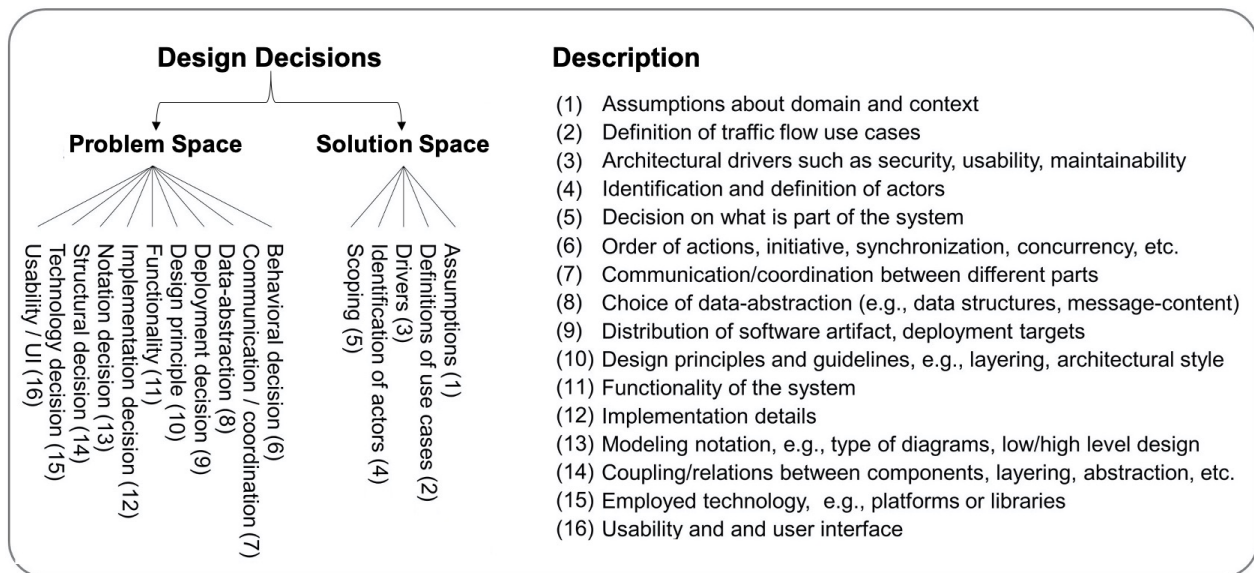 Design Decisions
Problem Space
Solution Space
Usability / UI (16)
Technology decision (15)
Structural decision (14)
Notation decision (13)
Implementation decision (12)
Functionality (11)
Design principle (10)
Deployment decision (9)
Data-abstraction (8)
Communication / coordination (7)
Behavioral decision (6)
Scoping (5)
Identification of actors (4)
Drivers (3)
Definitions of use cases (2)
Assumptions (1)
Description
(1) Assumptions about domain and context
(2) Definition of traffic flow use cases
(3) Architectural drivers such as security, usability, maintainability
(4) Identification and definition of actors
(5) Decision on what is part of the system
(6) Order of actions, initiative, synchronization, concurrency, etc.
(7) Communication/coordination between different parts
(8) Choice of data-abstraction (e.g., data structures, message-content)
(9) Distribution of software artifact, deployment targets
(10) Design principles and guidelines, e.g., layering, architectural style
(11) Functionality of the system
(12) Implementation details
(13) Modeling notation, e.g., type of diagrams, low/high level design
(14) Coupling/relations between components, layering, abstraction, etc.
(15) Employed technology, e.g., platforms or libraries
(16) Usability and and user interface